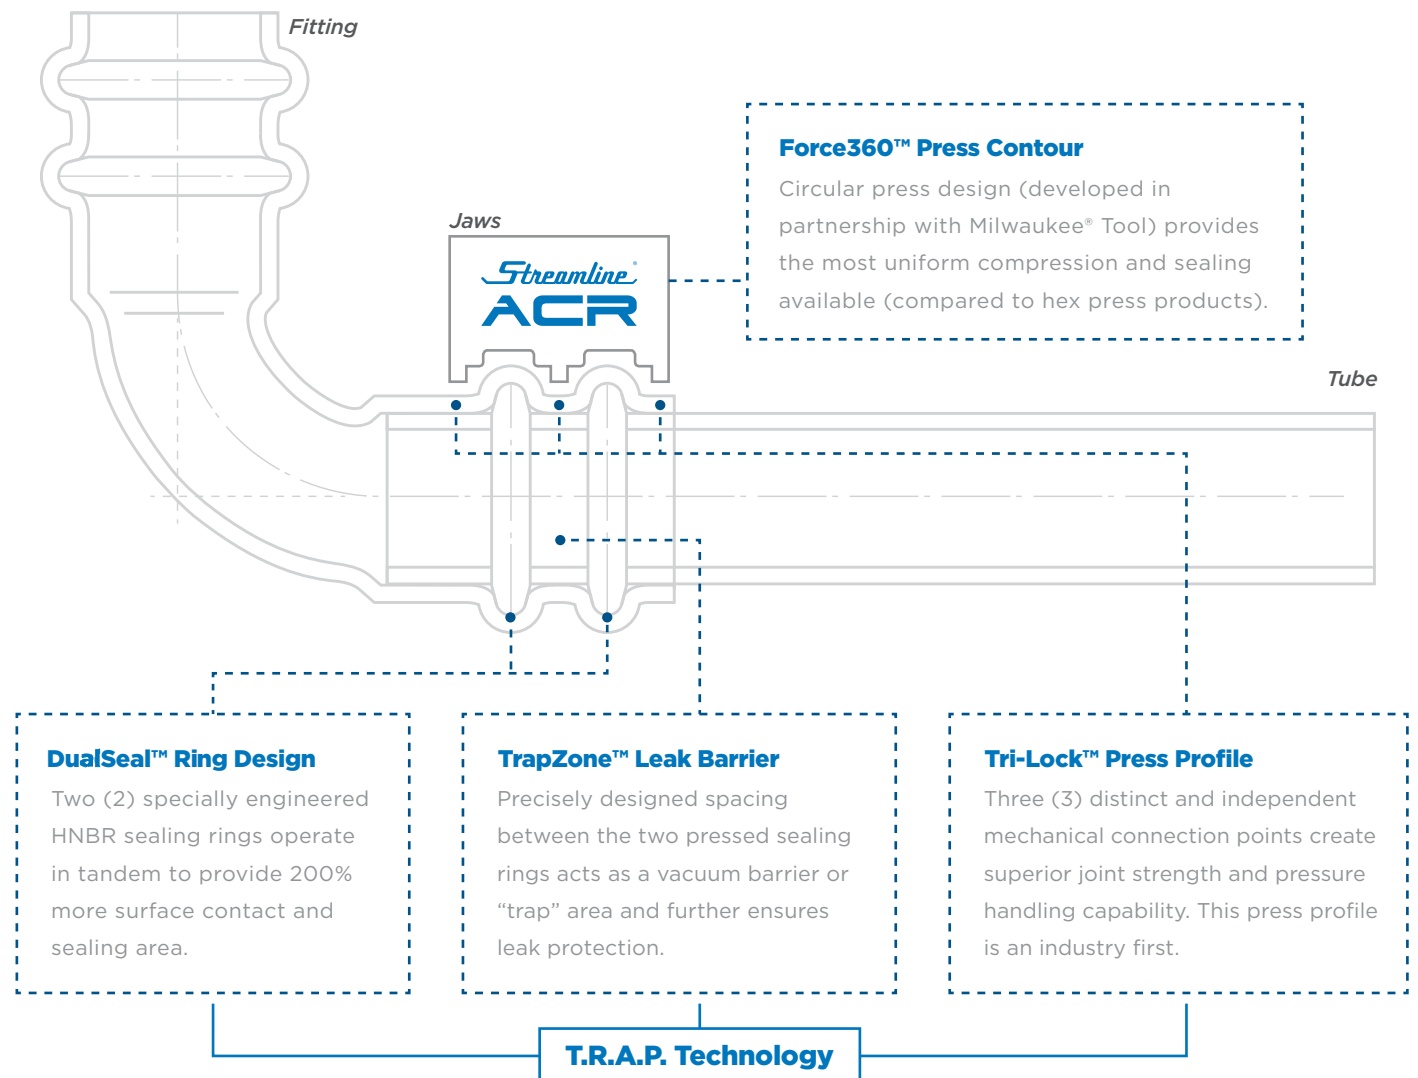 Fitting
Force360™ Press Contour
Circular press design (developed in
partnership with Milwaukee® Tool) provides
the most uniform compression and sealing
available (compared to hex press products).
Jaws
Streamline®
ACR
Tube
DualSeal™ Ring Design
Two (2) specially engineered
HNBR sealing rings operate
in tandem to provide 200%
more surface contact and
sealing area.
TrapZone™ Leak Barrier
Precisely designed spacing
between the two pressed sealing
rings acts as a vacuum barrier or
“trap” area and further ensures
leak protection.
Tri-Lock™ Press Profile
Three (3) distinct and independent
mechanical connection points create
superior joint strength and pressure
handling capability. This press profile
is an industry first.
T.R.A.P. Technology